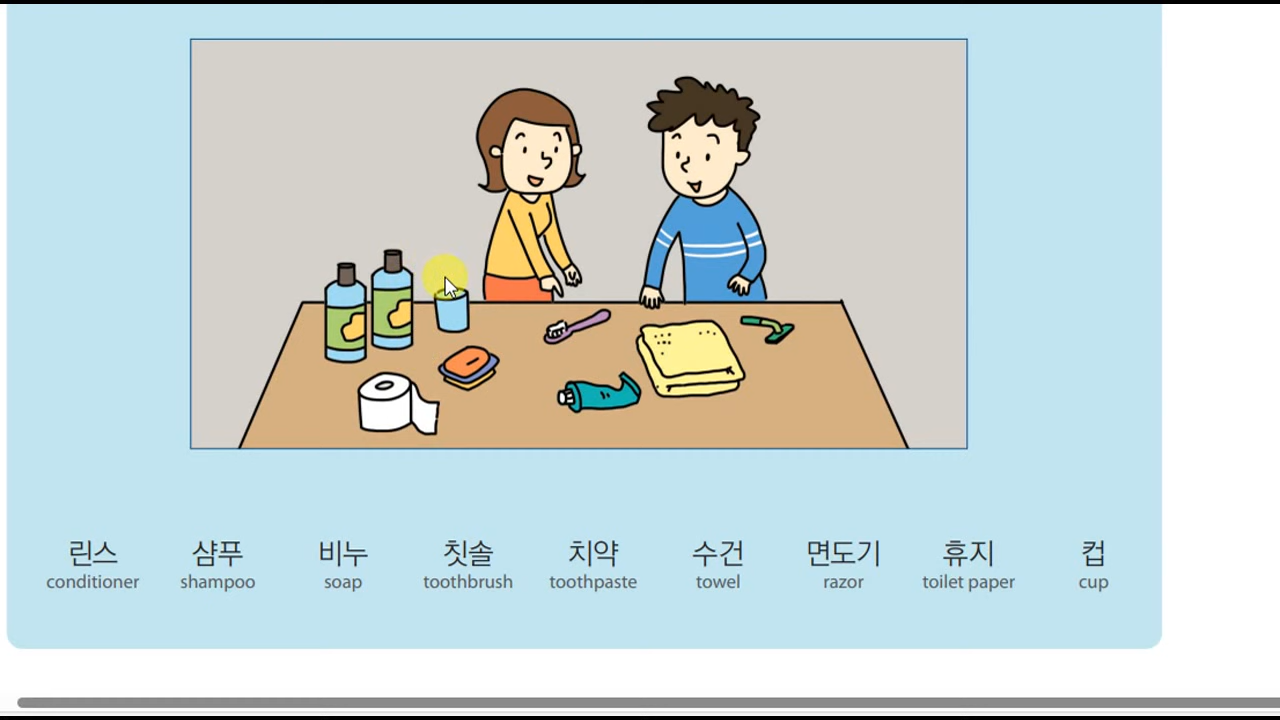 린스 샴푸 비누 칫솔 치약 수건 면도기 휴지 컵
conditioner shampoo soap toothbrush toothpaste towel razor toilet paper cup